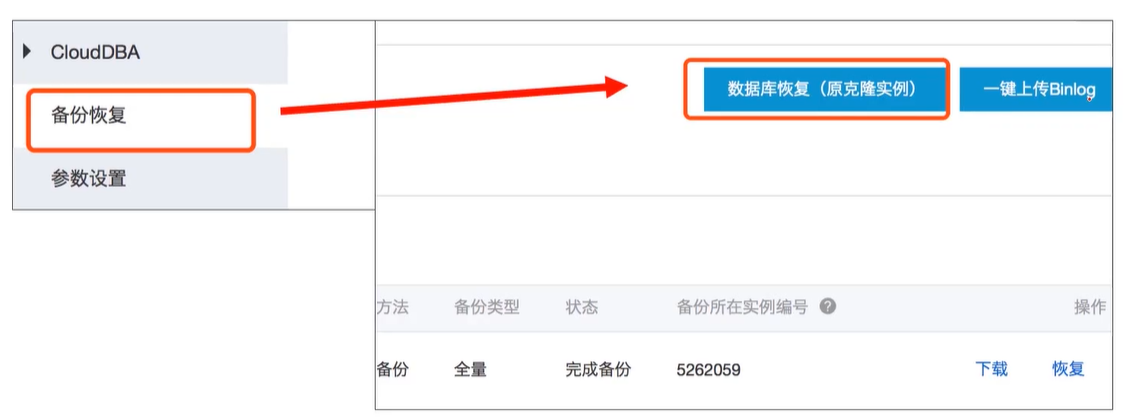 CloudDBA
备份恢复
参数设置
数据库恢复（原克隆实例）
一键上传Binlog
方法 备份类型 状态 备份所在实例编号 ? 操作
备份 全量 完成备份 5262059 下载 恢复